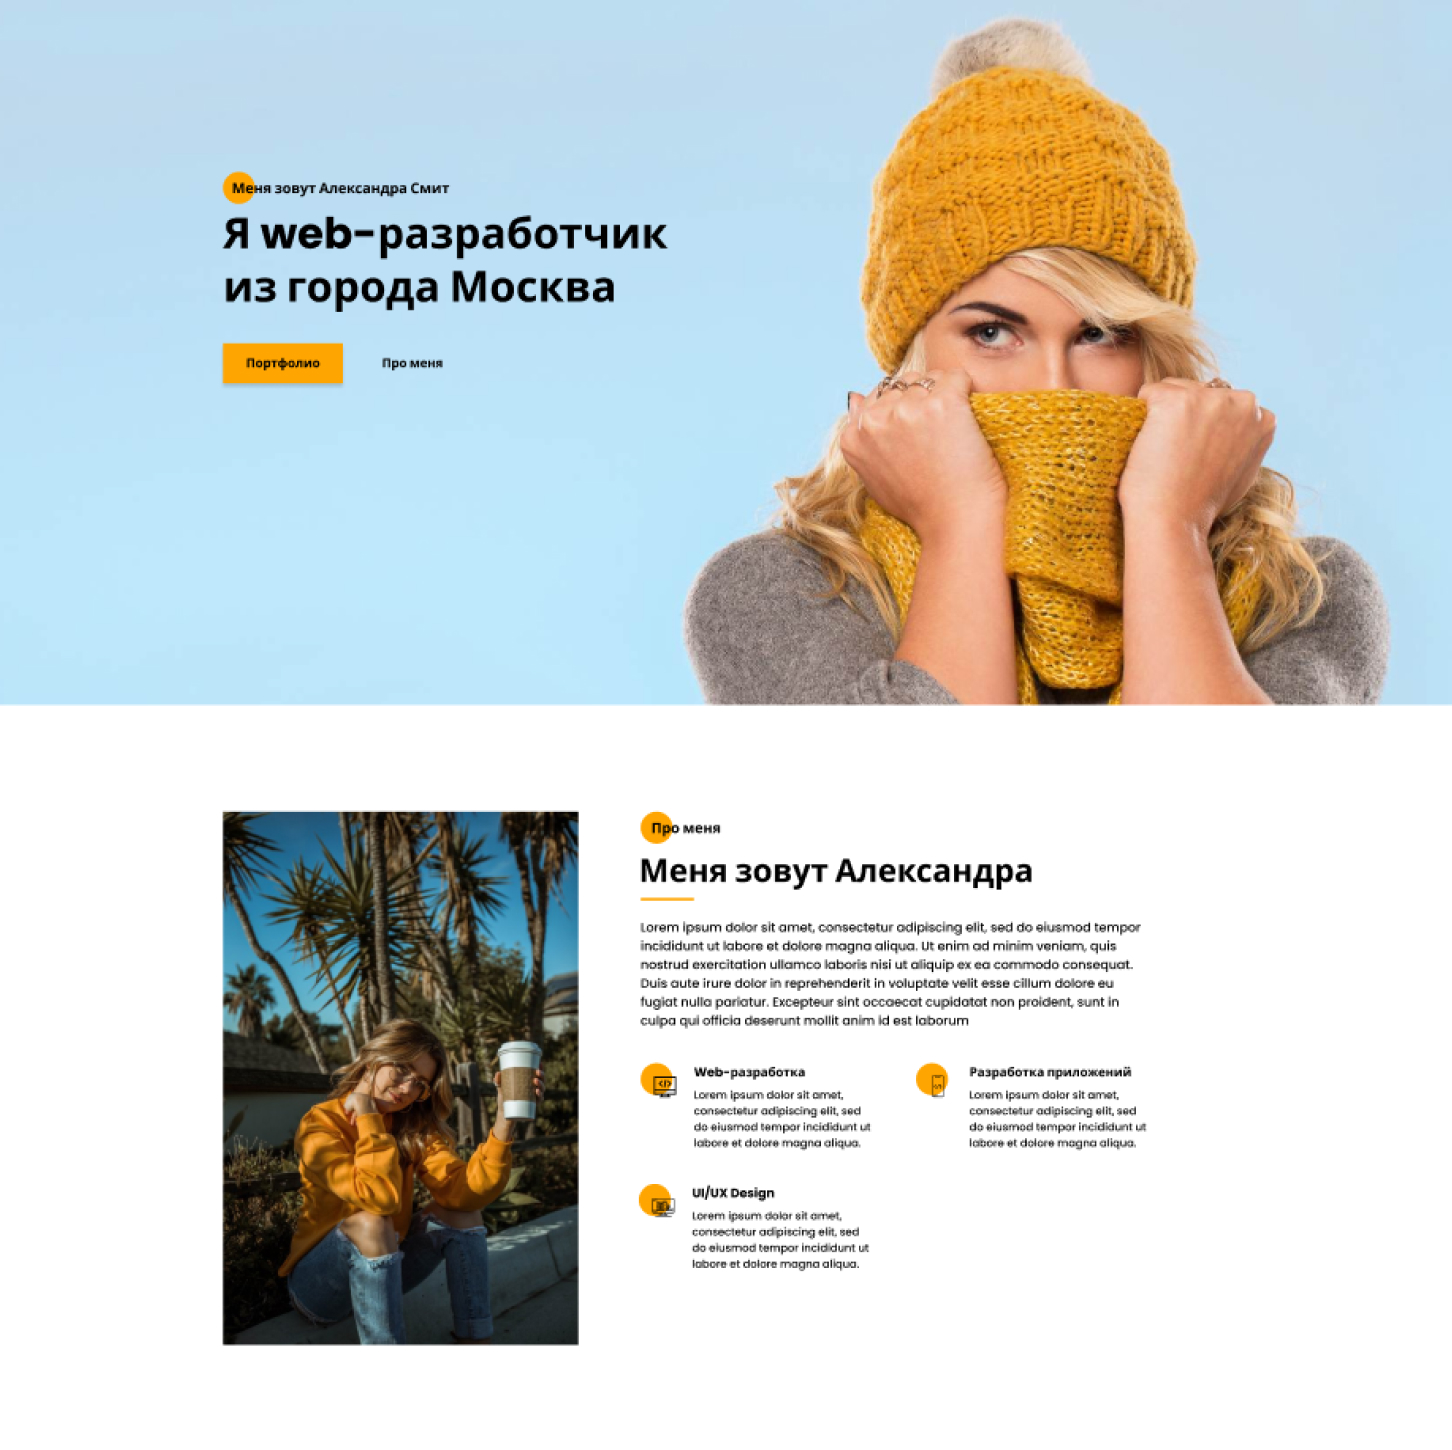 Меня зовут Александра Смит
Я web-разработчик
из города Москва
Портфолио
Про меня
Про меня
Меня зовут Александра
Lorem ipsum dolor sit amet, consectetur adipiscing elit, sed do eiusmod tempor
incididunt ut labore et dolore magna aliqua. Ut enim ad minim veniam, quis
nostrud exercitation ullamco laboris nisi ut aliquip ex ea commodo consequat.
Duis aute irure dolor in reprehenderit in voluptate velit esse cillum dolore eu
fugiat nulla pariatur. Excepteur sint occaecat cupidatat non proident, sunt in
culpa qui officia deserunt mollit anim id est laborum
Web-разработка
Lorem ipsum dolor sit amet,
consectetur adipiscing elit, sed
do eiusmod tempor incididunt ut
labore et dolore magna aliqua.
Разработка приложений
Lorem ipsum dolor sit amet,
consectetur adipiscing elit, sed
do eiusmod tempor incididunt ut
labore et dolore magna aliqua.
UI/UX Design
Lorem ipsum dolor sit amet,
consectetur adipiscing elit, sed
do eiusmod tempor incididunt ut
labore et dolore magna aliqua.